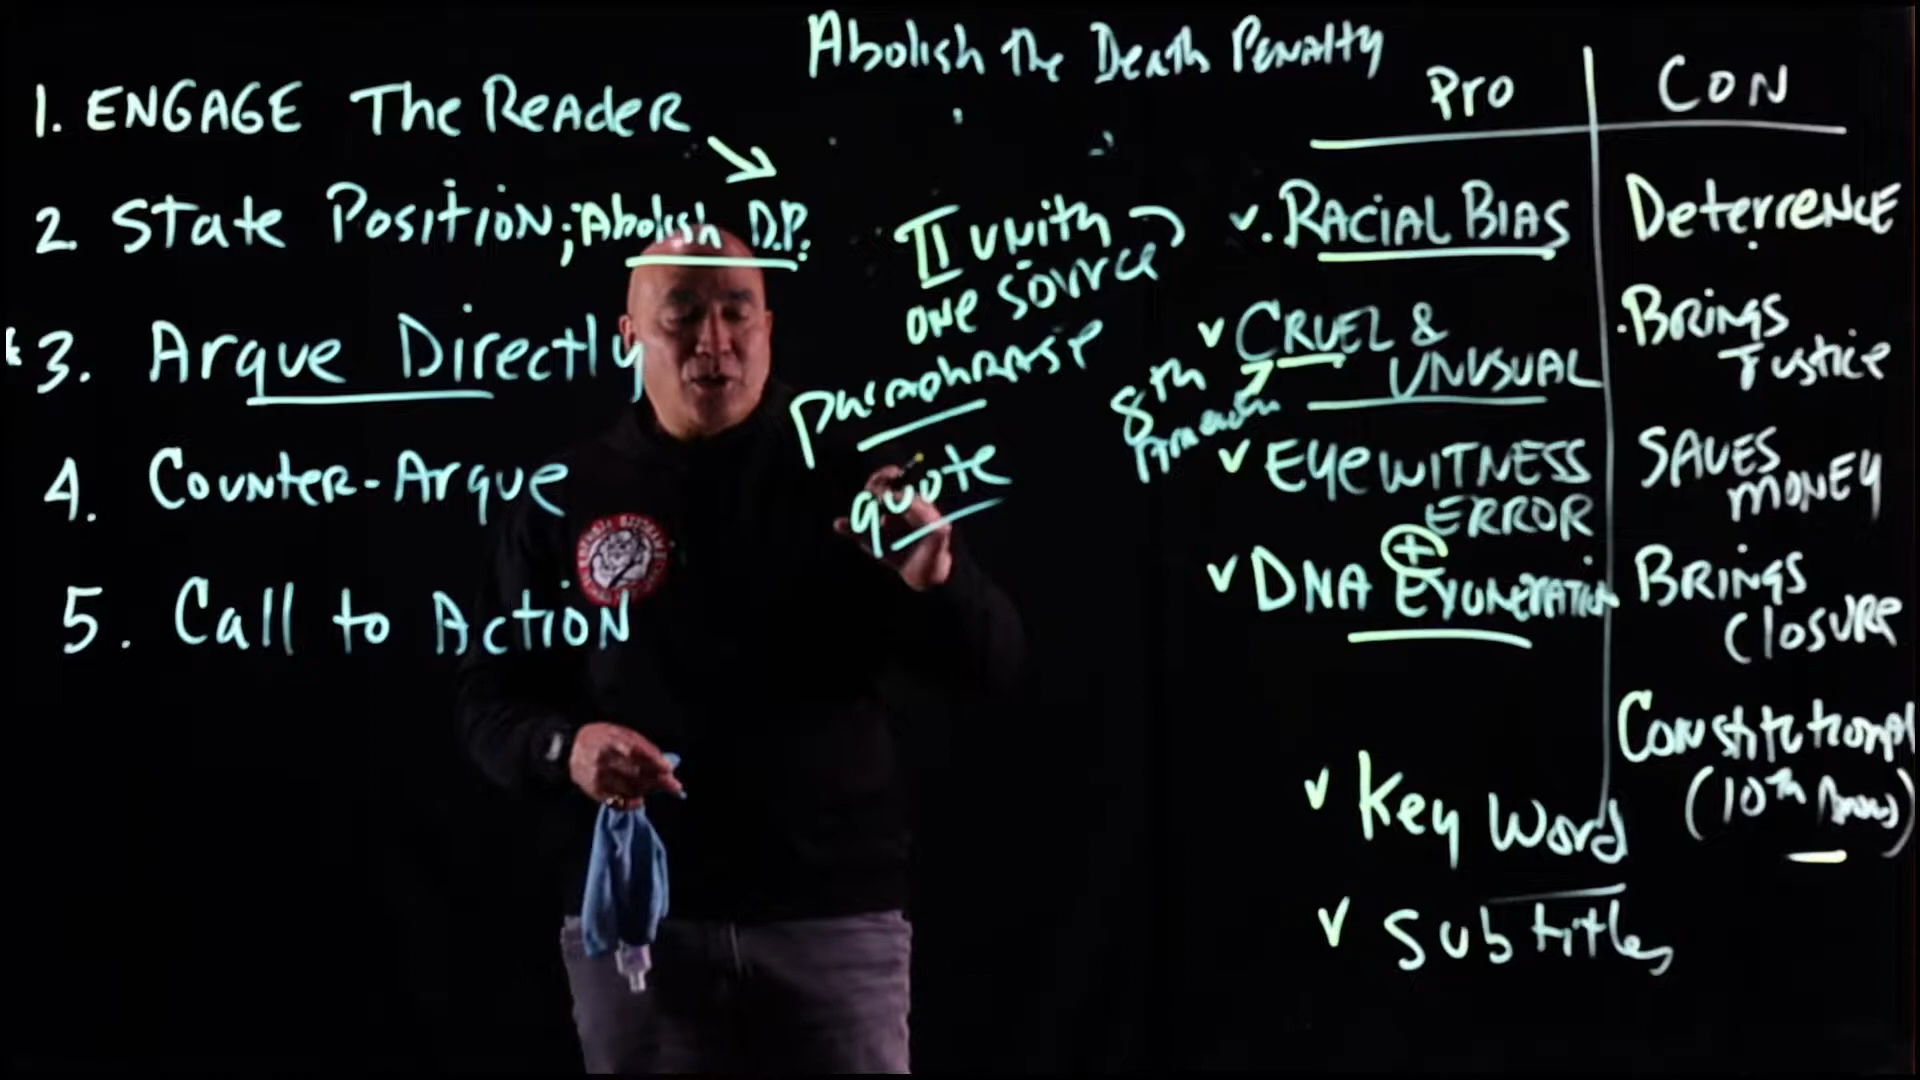 Abolish The Death Penalty
1. ENGAGE The Reader
2 State Position; Abolish D.P.
3. Argue Directly
4. Counter-Argue
5. Call to Action
II unity
one source
paraphrase
quote
Pro
RACIAL BIAS
CRUEL &
UNUSUAL
8th
EYEWITNESS
ERROR
+
DNA Exoneration
Key Word
Subtitles
CON
DeterreNCE
BRINGS
Justice
SAVES
MONEY
BRINGS
Closure
Constitutional
(10th